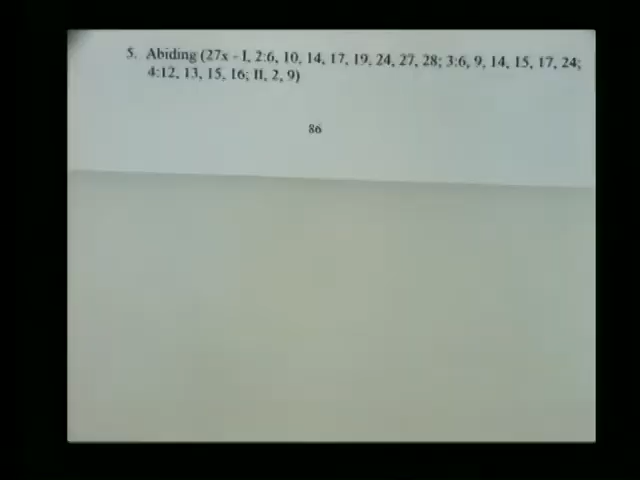 5. Abiding (27x - I, 2:6, 10, 14, 17, 19, 24, 27, 28; 3:6, 9, 14, 15, 17, 24;
4:12, 13, 15, 16; II, 2, 9)
86